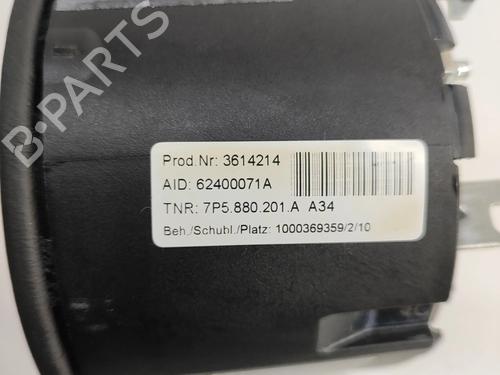 B-PARTS
Prod.Nr: 3614214
AID: 62400071A
TNR: 7P5.880.201.A A34
Beh./Schubl./Platz: 1000369359/2/10